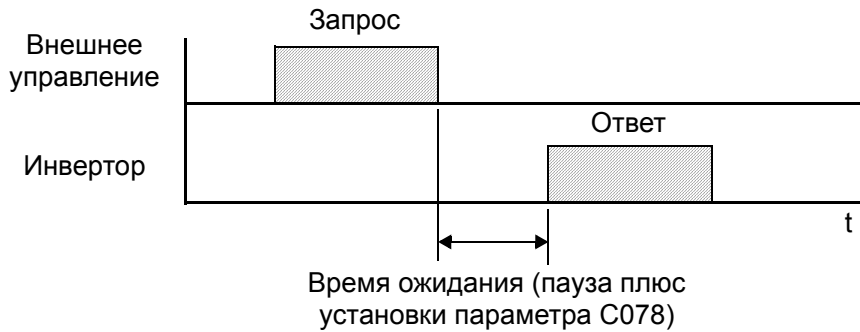 Запрос
Внешнее
управление
Ответ
Инвертор
t
Время ожидания (пауза плюс
установки параметра C078)